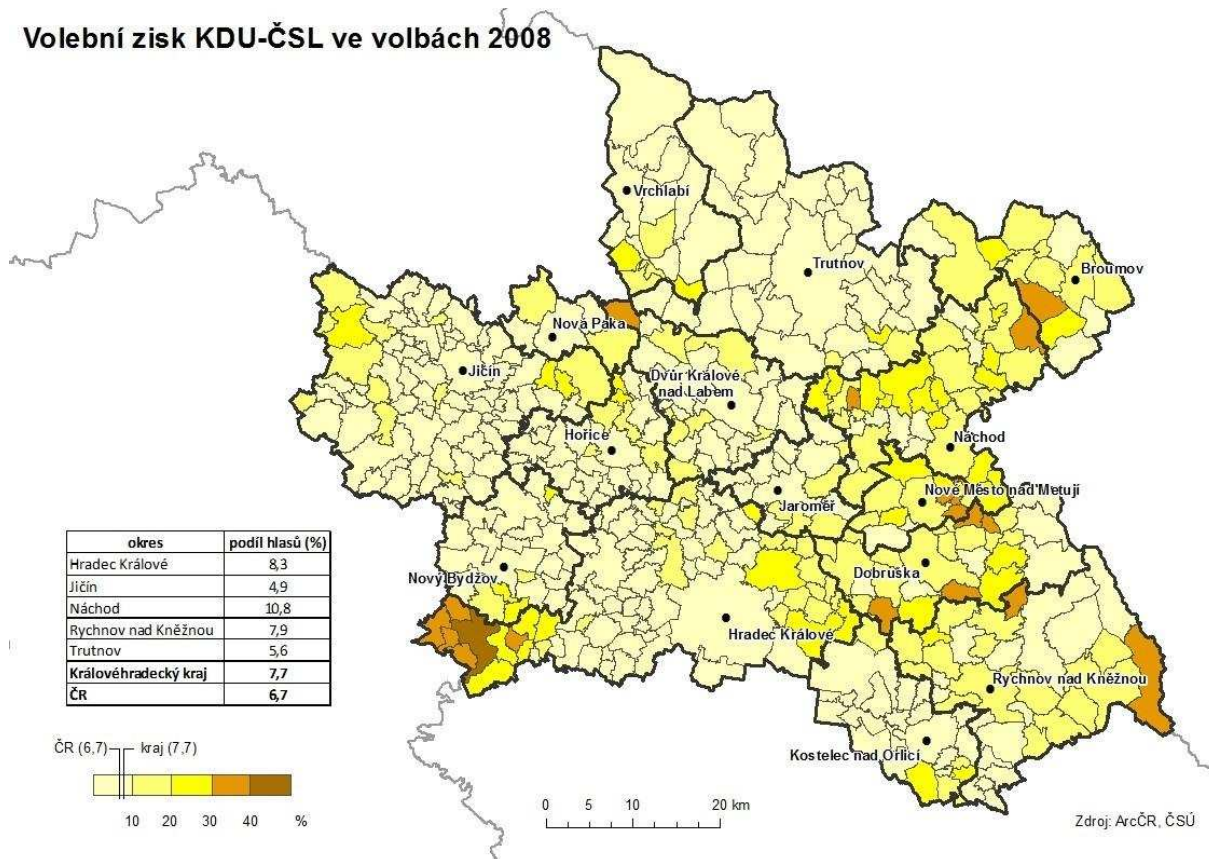 Volební zisk KDU-ČSL ve volbách 2008
Vrchlabí
Trutnov
Broumov
Nová Paka
Jičín
Dvůr Králové
nad Labem
Hořice
Náchod
Jaroměř
Nové Město nad Metují
Nový Bydžov
Dobruška
Hradec Králové
Rychnov nad Kněžnou
Kostelec nad Orlicí
okres podíl hlasů (%)
Hradec Králové 8,3
Jičín 4,9
Náchod 10,8
Rychnov nad Kněžnou 7,9
Trutnov 5,6
Královéhradecký kraj 7,7
ČR 6,7
ČR (6,7) kraj (7,7)
10 20 30 40 %
0 5 10 20 km
Zdroj: ArcČR, ČSÚ